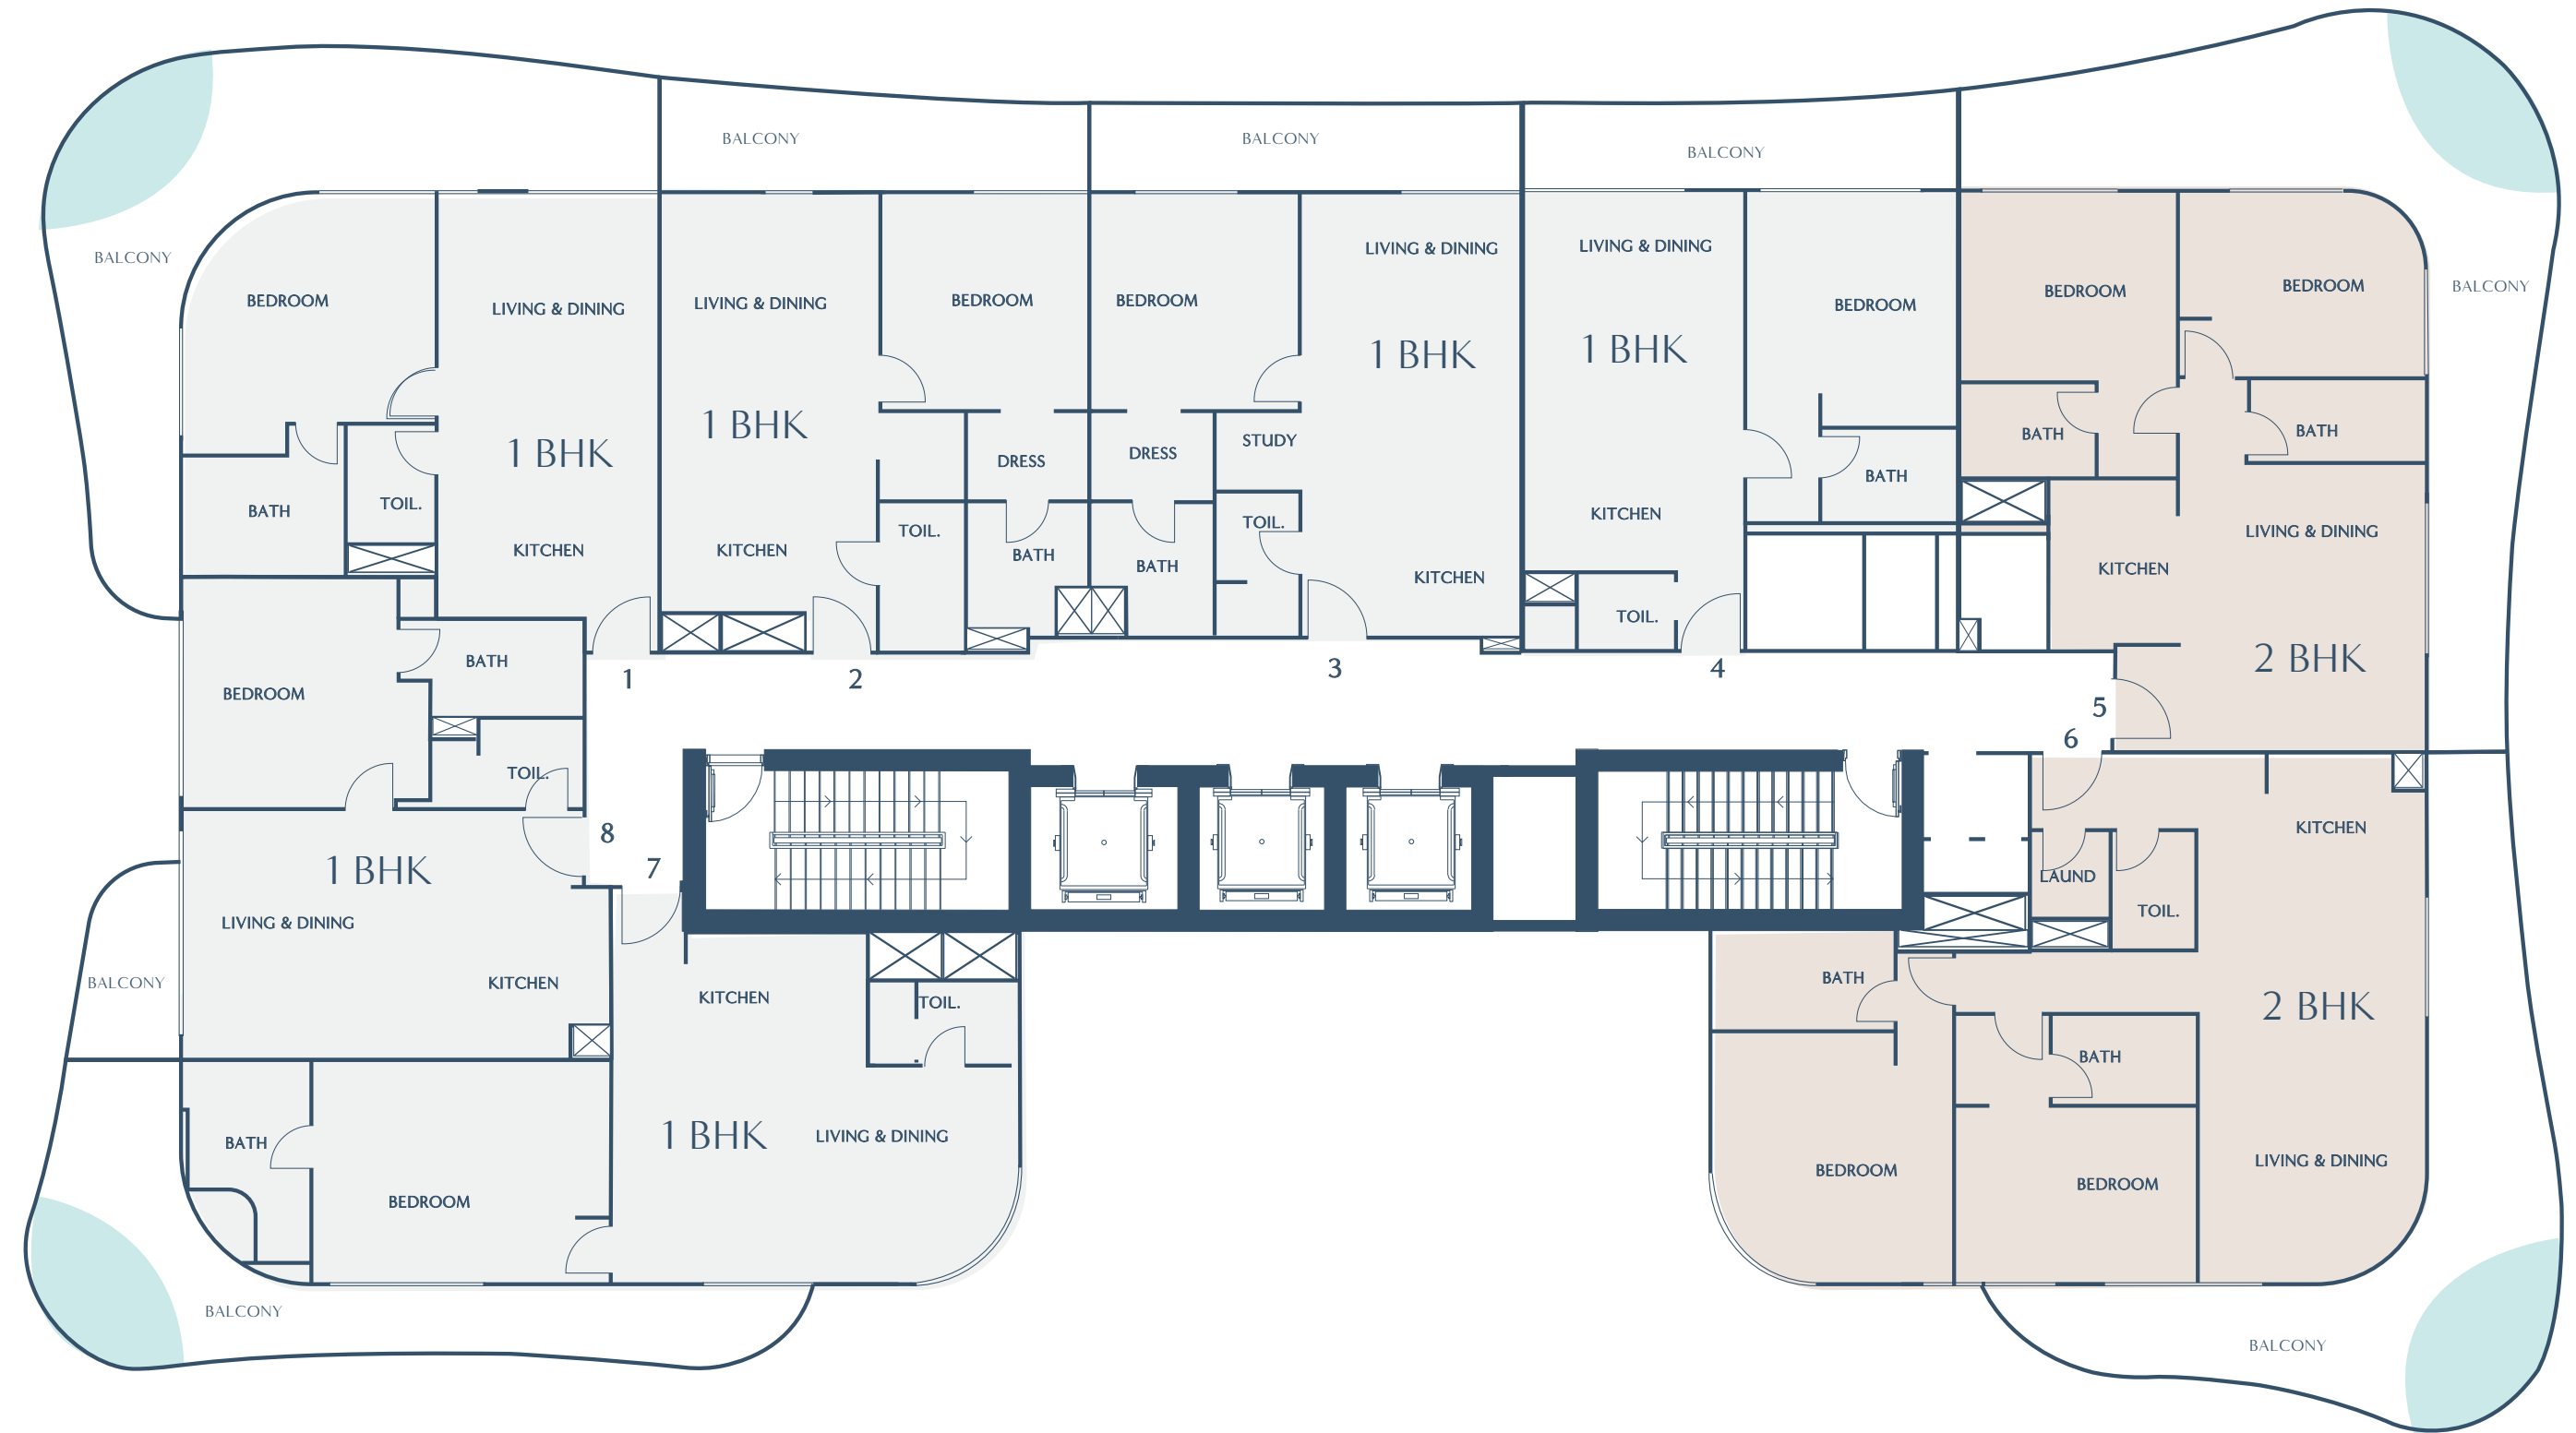 BALCONY
BALCONY
BALCONY
BALCONY
BALCONY
BEDROOM
LIVING & DINING
1 BHK
BATH
TOIL.
KITCHEN
1
LIVING & DINING
BEDROOM
1 BHK
DRESS
TOIL.
KITCHEN
BATH
2
BEDROOM
LIVING & DINING
1 BHK
STUDY
DRESS
TOIL.
BATH
KITCHEN
3
LIVING & DINING
BEDROOM
1 BHK
BATH
KITCHEN
TOIL.
4
BEDROOM
BEDROOM
BATH
BATH
LIVING & DINING
KITCHEN
2 BHK
5
6
KITCHEN
LAUND
TOIL.
BATH
2 BHK
BATH
LIVING & DINING
BEDROOM
BEDROOM
BALCONY
BATH
BEDROOM
TOIL.
8
1 BHK
LIVING & DINING
KITCHEN
BALCONY
7
KITCHEN
TOIL.
1 BHK
LIVING & DINING
BATH
BEDROOM
BALCONY